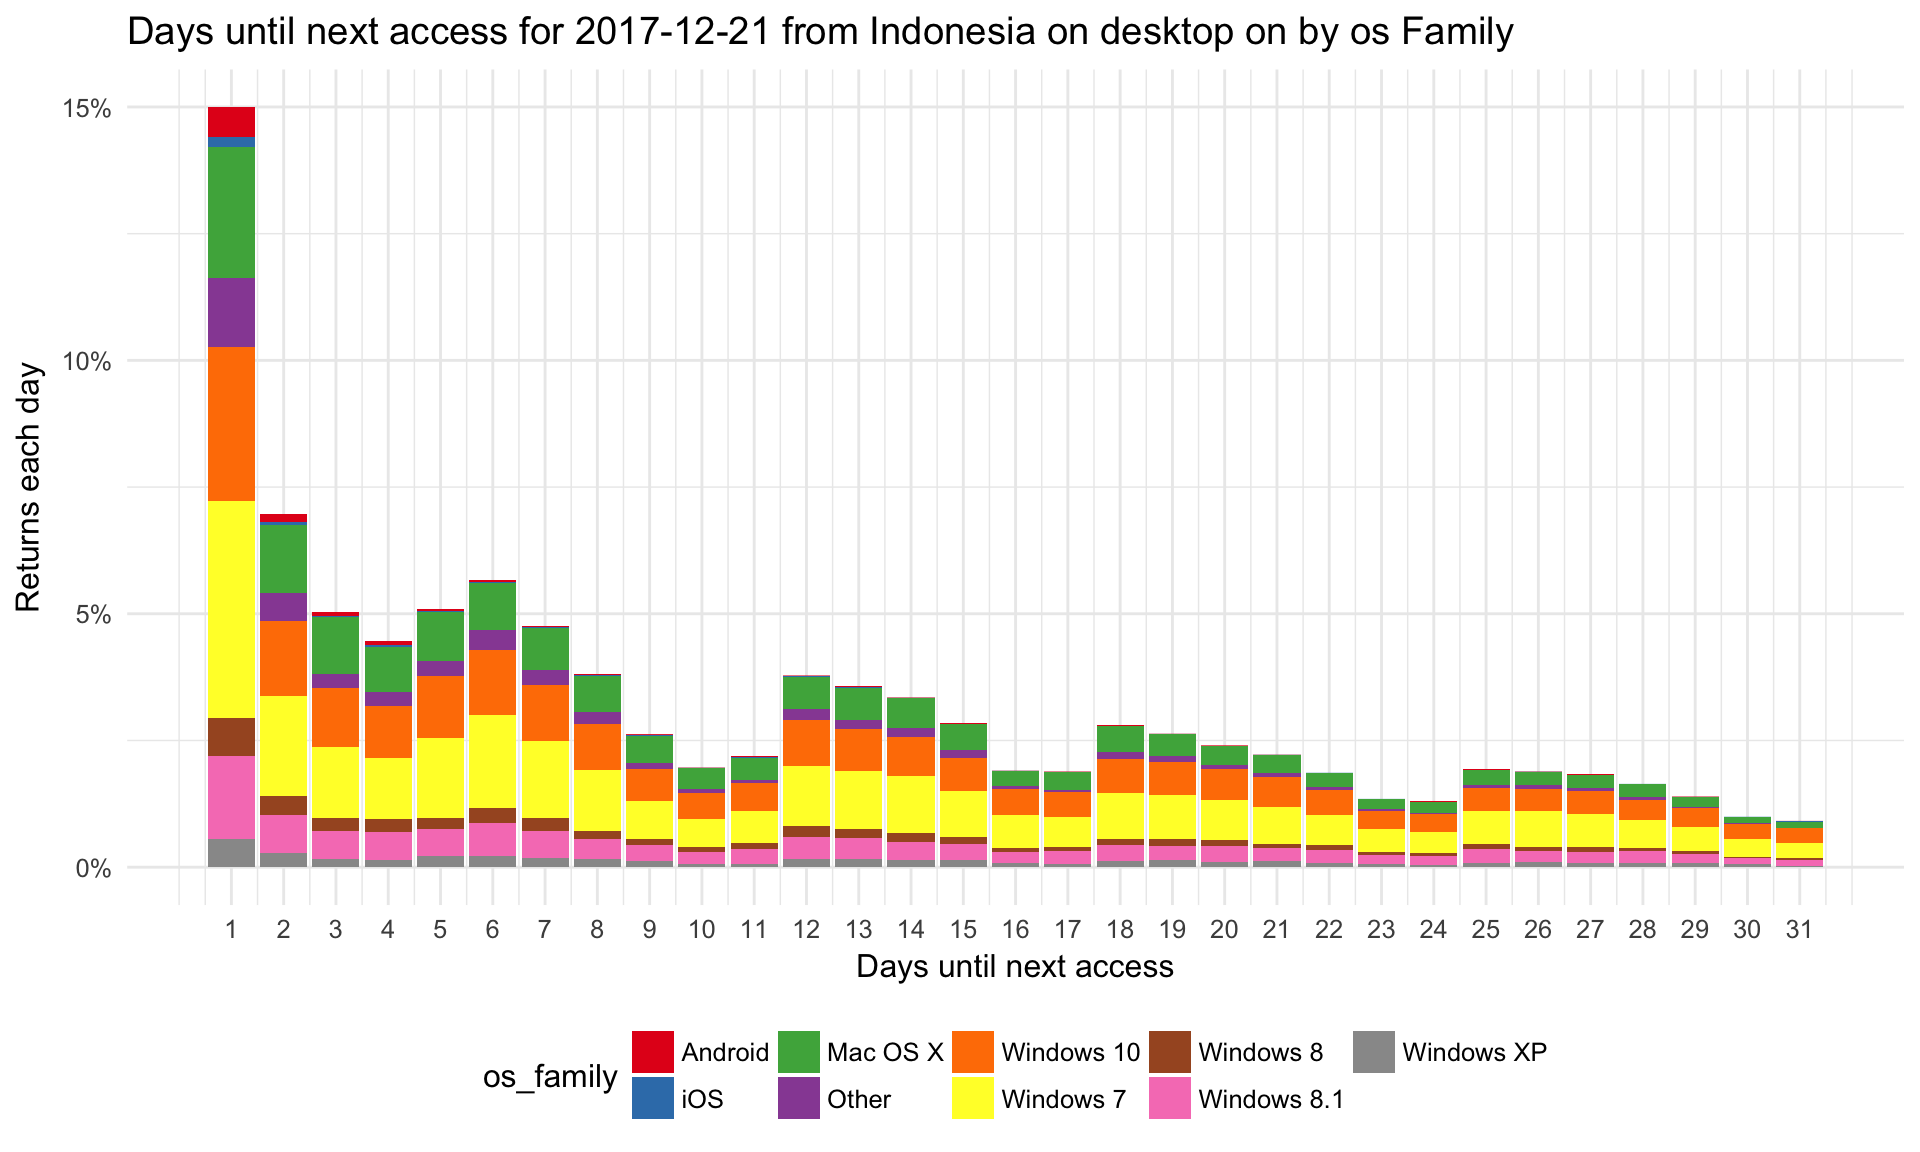 Days until next access for 2017-12-21 from Indonesia on desktop on by os Family
Returns each day
15%
10%
5%
0%
1 2 3 4 5 6 7 8 9 10 11 12 13 14 15 16 17 18 19 20 21 22 23 24 25 26 27 28 29 30 31
Days until next access
os_family
Android Mac OS X Windows 10 Windows 8 Windows XP
iOS Other Windows 7 Windows 8.1